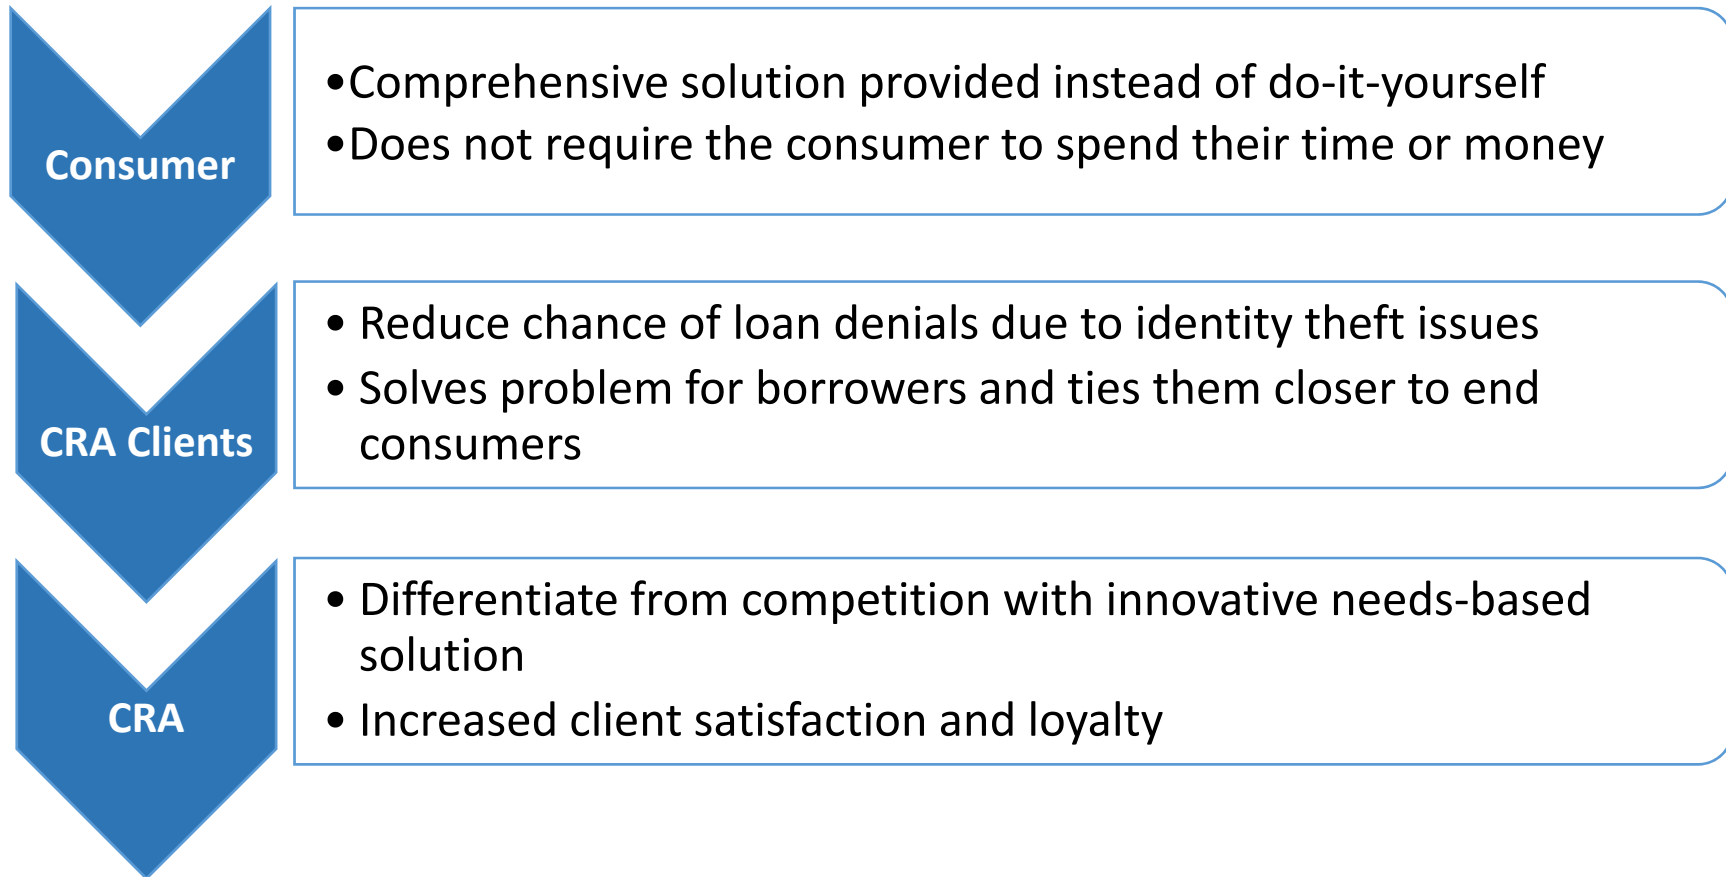 Consumer
•Comprehensive solution provided instead of do-it-yourself
•Does not require the consumer to spend their time or money
CRA Clients
• Reduce chance of loan denials due to identity theft issues
• Solves problem for borrowers and ties them closer to end
consumers
CRA
• Differentiate from competition with innovative needs-based
solution
• Increased client satisfaction and loyalty